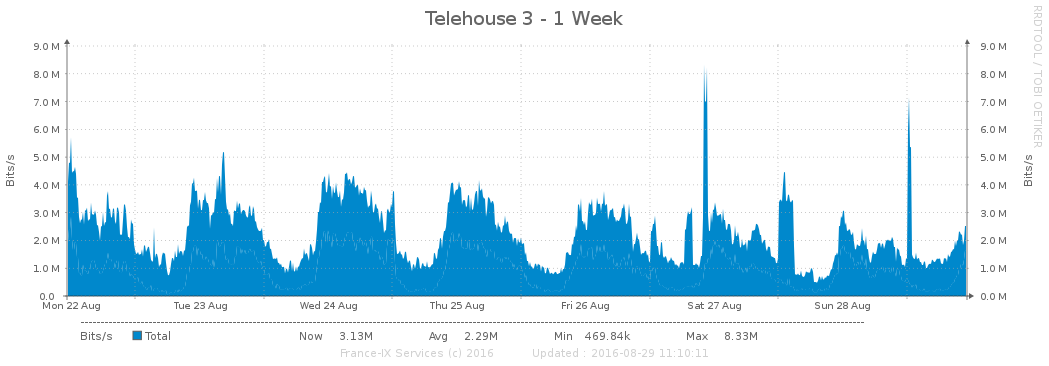 Telehouse 3 - 1 Week
RRDTOOL / TOBI OETIKER
Bits/s
Bits/s
9.0 M 9.0 M
8.0 M 8.0 M
7.0 M 7.0 M
6.0 M 6.0 M
5.0 M 5.0 M
4.0 M 4.0 M
3.0 M 3.0 M
2.0 M 2.0 M
1.0 M 1.0 M
0.0 0.0 M
Mon 22 Aug Tue 23 Aug Wed 24 Aug Thu 25 Aug Fri 26 Aug Sat 27 Aug Sun 28 Aug
Bits/s Total Now 3.13M Avg 2.29M Min 469.84k Max 8.33M
France-IX Services (c) 2016 Updated : 2016-08-29 11:10:11